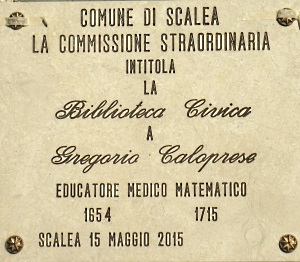 COMUNE DI SCALEA
LA COMMISSIONE STRAORDINARIA
INTITOLA
LA
Biblioteca Civica
A
Gregorio Caloprese
EDUCATORE MEDICO MATEMATICO
1654 1715
SCALEA 15 MAGGIO 2015